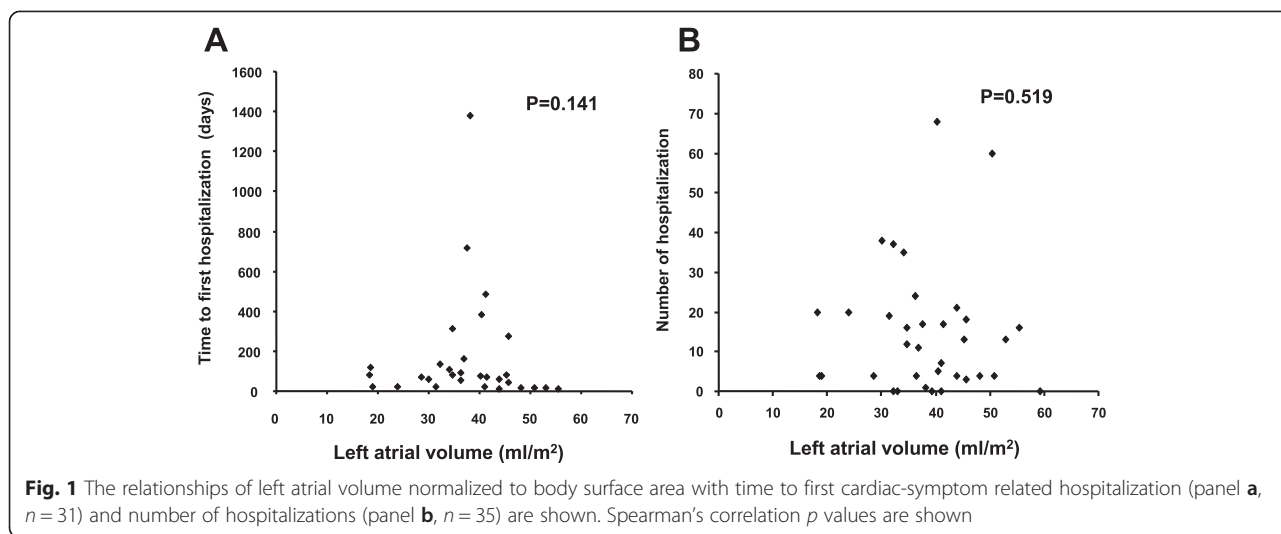 A
1600
1400
1200
1000
800
600
400
200
0
0 10 20 30 40 50 60 70
Time to first hospitalization (days)
Left atrial volume (ml/m²)
P=0.141
B
80
70
60
50
40
30
20
10
0
0 10 20 30 40 50 60 70
Number of hospitalization
Left atrial volume (ml/m²)
P=0.519
Fig. 1 The relationships of left atrial volume normalized to body surface area with time to first cardiac-symptom related hospitalization (panel a,
n = 31) and number of hospitalizations (panel b, n = 35) are shown. Spearman's correlation p values are shown